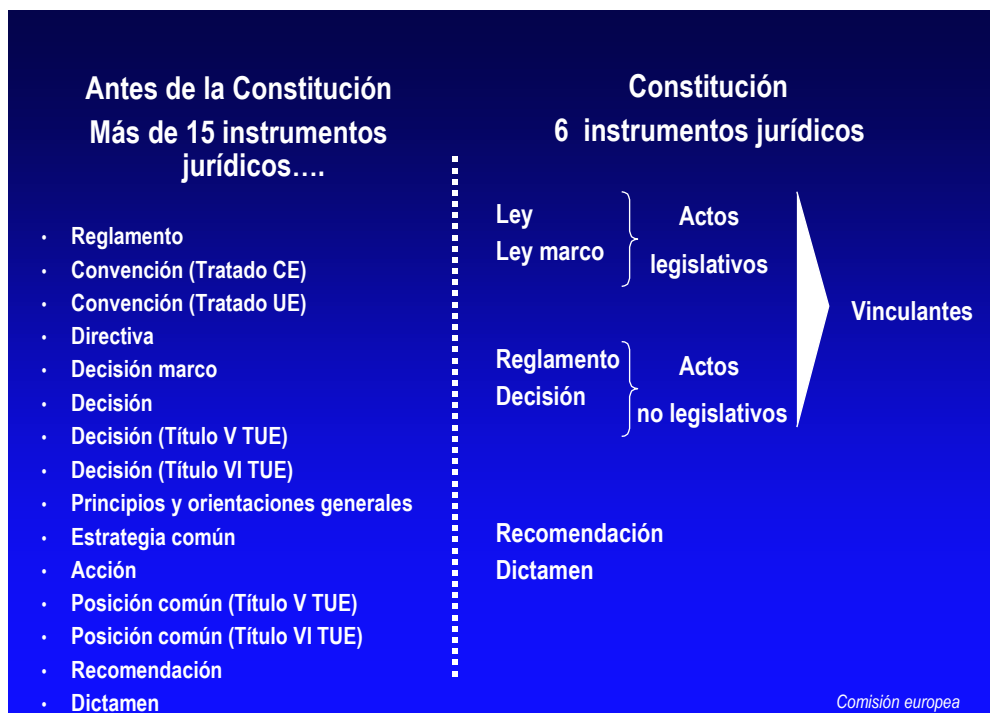 Antes de la Constitución
Más de 15 instrumentos
jurídicos….
• Reglamento
• Convención (Tratado CE)
• Convención (Tratado UE)
• Directiva
• Decisión marco
• Decisión
• Decisión (Título V TUE)
• Decisión (Título VI TUE)
• Principios y orientaciones generales
• Estrategia común
• Acción
• Posición común (Título V TUE)
• Posición común (Título VI TUE)
• Recomendación
• Dictamen
Constitución
6 instrumentos jurídicos
Ley
Ley marco
Actos
legislativos
Reglamento
Decisión
Actos
no legislativos
Vinculantes
Recomendación
Dictamen
Comisión europea